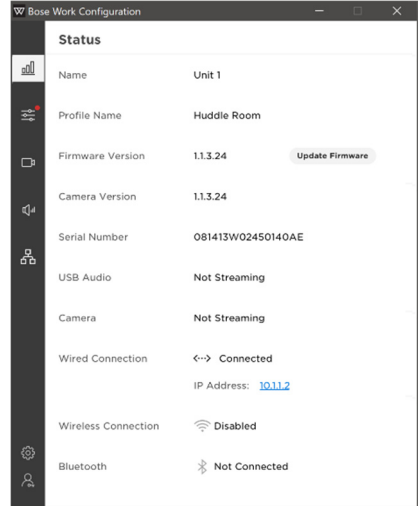 W Bose Work Configuration
Status
Name Unit 1
Profile Name Huddle Room
Firmware Version 1.1.3.24 Update Firmware
Camera Version 1.1.3.24
Serial Number 081413W02450140AE
USB Audio Not Streaming
Camera Not Streaming
Wired Connection Connected
IP Address: 10.1.1.2
Wireless Connection Disabled
Bluetooth Not Connected